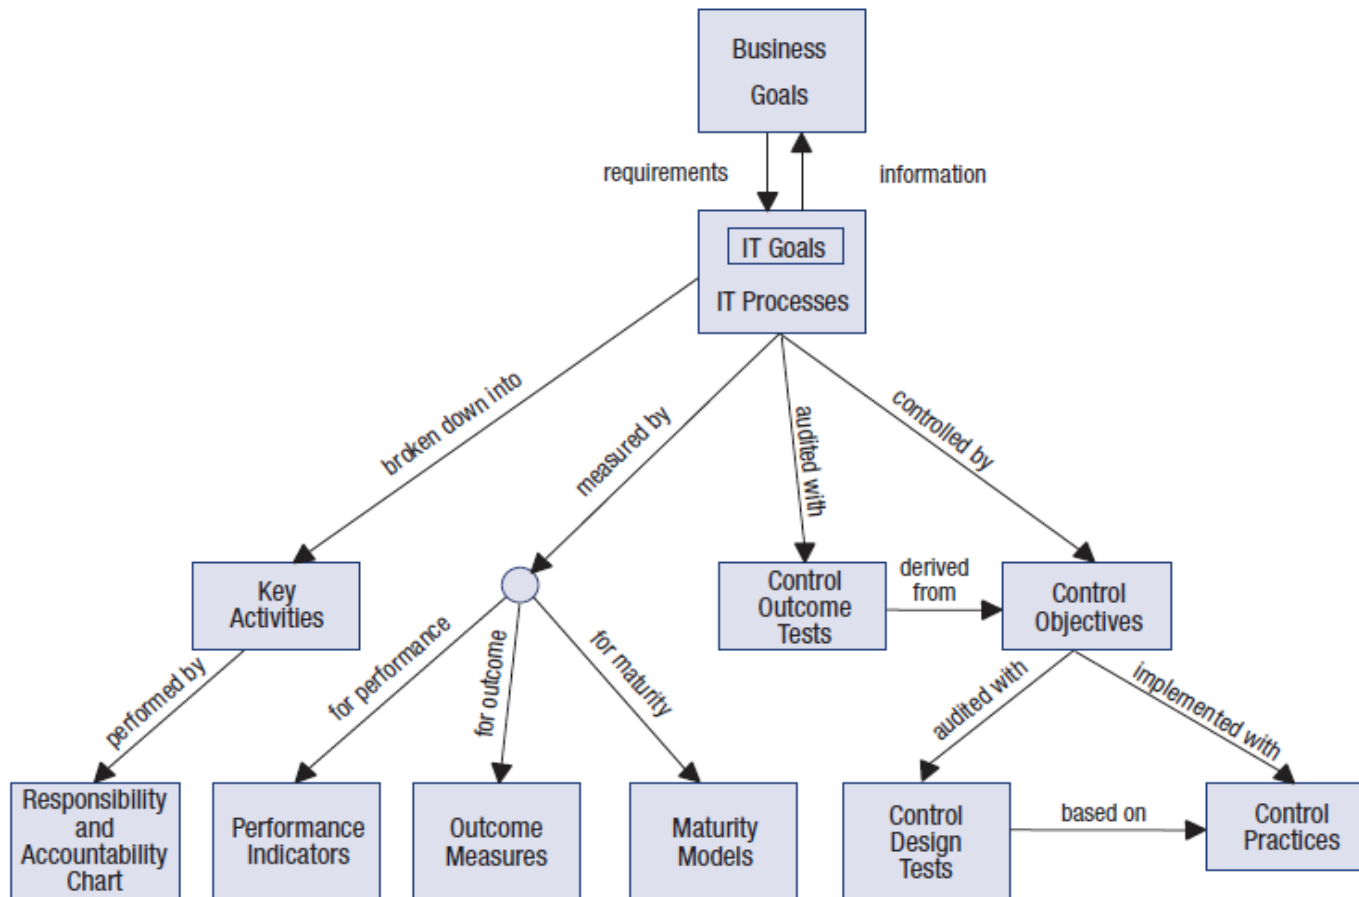 Business
Goals
requirements
information
IT Goals
IT Processes
broken down into
measured by
audited with
controlled by
Key
Activities
Control
Outcome
Tests
derived
from
Control
Objectives
performed by
for performance
for outcome
for maturity
audited with
implemented with
Responsibility
and
Accountability
Chart
Performance
Indicators
Outcome
Measures
Maturity
Models
Control
Design
Tests
based on
Control
Practices